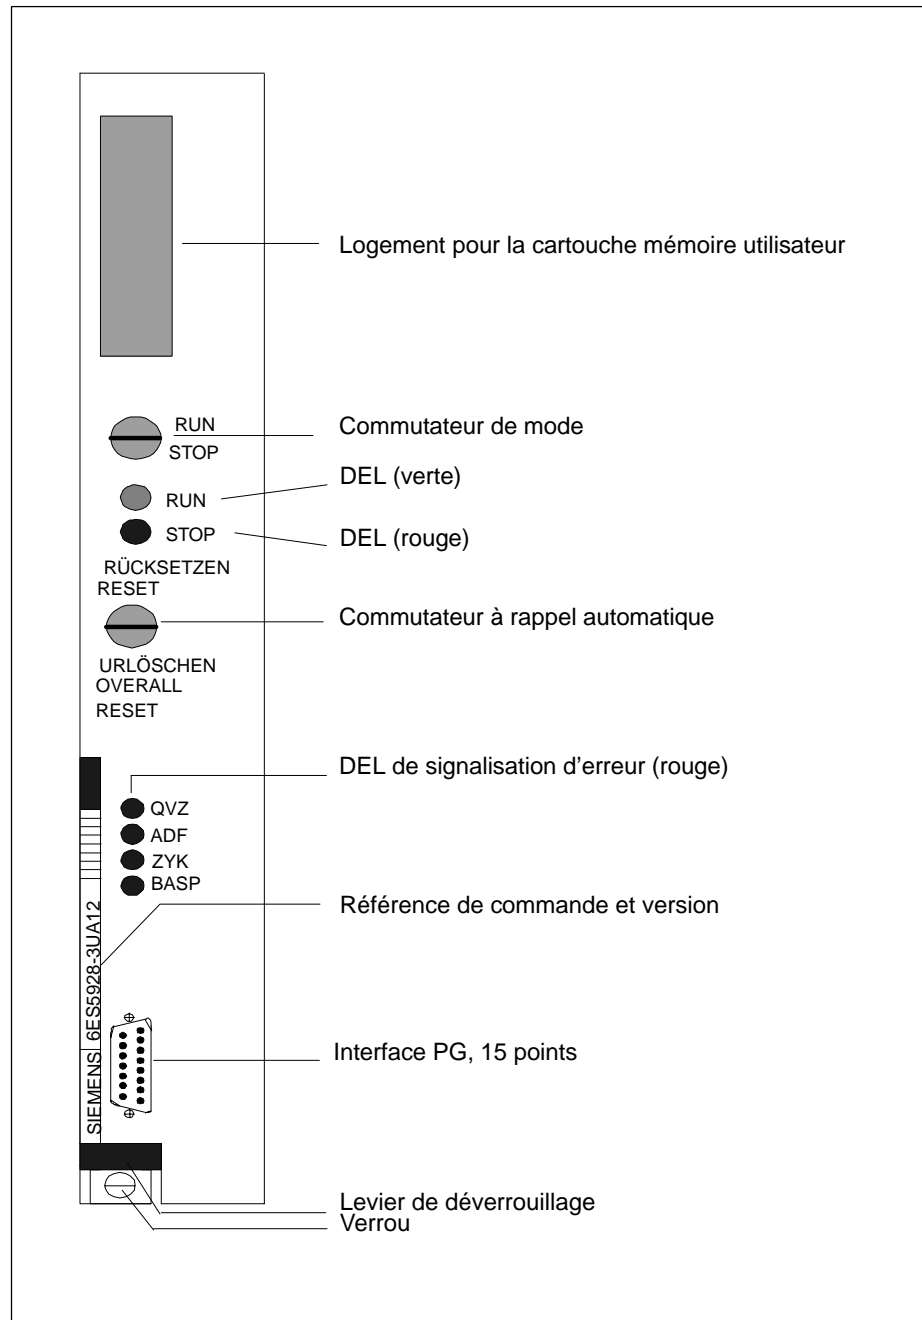 Logement pour la cartouche mémoire utilisateur
RUN
STOP
Commutateur de mode
DEL (verte)
RUN
STOP
DEL (rouge)
RÜCKSETZEN
RESET
Commutateur à rappel automatique
URLÖSCHEN
OVERALL
RESET
DEL de signalisation d’erreur (rouge)
QVZ
ADF
ZYK
BASP
Référence de commande et version
SIEMENS 6ES5928-3UA12
Interface PG, 15 points
Levier de déverrouillage
Verrou